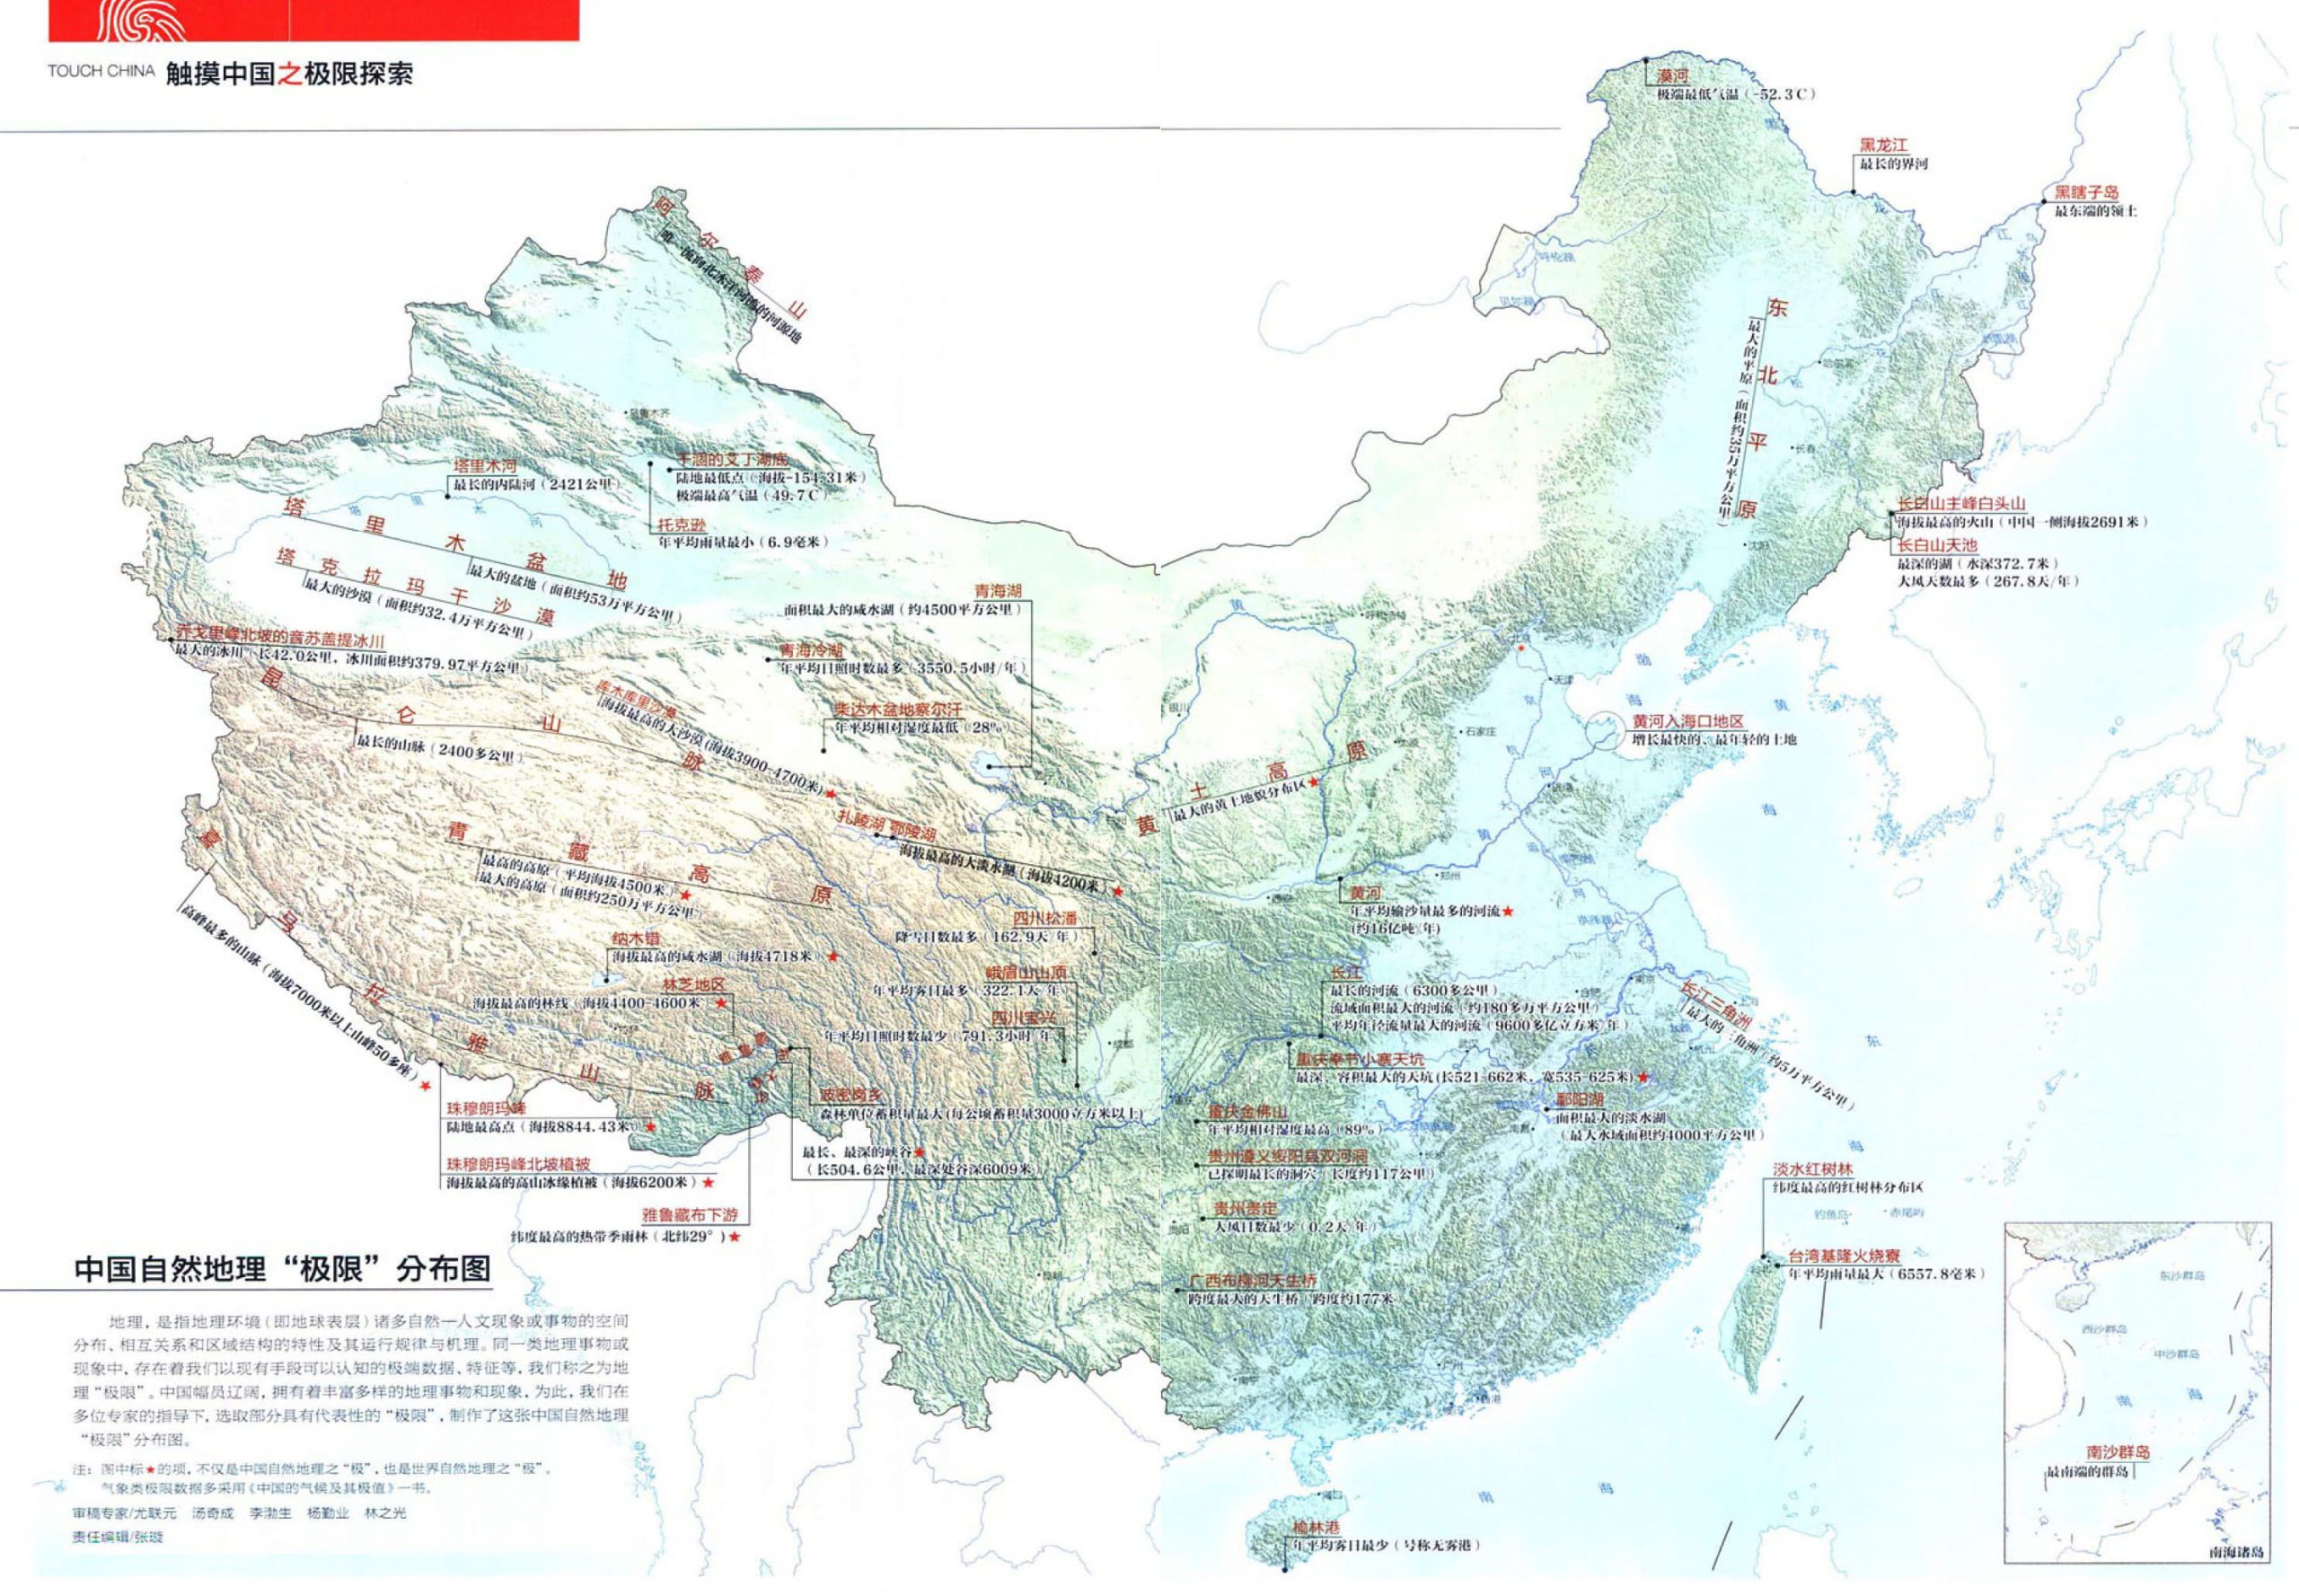 TOUCH CHINA 触摸中国之极限探索
漠河
极端最低气温（-52.3C）
黑龙江
最长的界河
黑瞎子岛
最东端的领土
阿尔泰山
唯一流向北冰洋河流的河源地
呼伦湖
贝尔湖
东北平原
最大的平原（面积约35万平方公里）
哈尔滨
长春
沈阳
乌鲁木齐
塔里木河
最长的内陆河（2421公里）
干涸的艾丁湖底
陆地最低点（海拔-154.31米）
极端最高气温（49.7C）
托克逊
年平均雨量最小（6.9毫米）
塔里木河
塔里木盆地
最大的盆地（面积约53万平方公里）
塔克拉玛干沙漠
最大的沙漠（面积约32.4万平方公里）
长白山主峰白头山
海拔最高的火山（中国一侧海拔2691米）
长白山天池
最深的湖（水深372.7米）
大风天数最多（267.8天/年）
青海湖
面积最大的咸水湖（约4500平方公里）
乔戈里峰北坡的音苏盖提冰川
最大的冰川（长42.0公里，冰川面积约379.97平方公里）
青海冷湖
年平均日照时数最多（3550.5小时/年）
昆仑山脉
最长的山脉（2400多公里）
库木库里沙漠
海拔最高的大沙漠（海拔3900-4700米）★
柴达木盆地察尔汗
年平均相对湿度最低（28%）
呼和浩特
北京
天津
银川
石家庄
太原
渤海
黄海
黄河入海口地区
增长最快的、最年轻的土地
黄土高原
最大的黄土地貌分布区★
扎陵湖 鄂陵湖
海拔最高的大淡水湖（海拔4200米）★
青藏高原
最高的高原（平均海拔4500米）
最大的高原（面积约250万平方公里）★
喜马拉雅山脉
高峰最多的山脉（海拔7000米以上山峰50多座）★
郑州
西安
黄河
年平均输沙量最多的河流★
(约16亿吨/年)
四川松潘
降雪日数最多（162.9天/年）
纳木错
海拔最高的咸水湖（海拔4718米）★
林芝地区
海拔最高的林线（海拔4400-4600米）★
峨眉山山顶
年平均雾日最多（322.1天/年）
四川宝兴
年平均日照时数最少（791.3小时/年）
成都
长江
最长的河流（6300多公里）
流域面积最大的河流（约180多万平方公里）
平均年径流量最大的河流（9600多亿立方米/年）
合肥
南京
上海
杭州
武汉
长江三角洲
最大的三角洲（约5万平方公里）
东海
重庆奉节小寨天坑
最深、容积最大的天坑(长521-662米，宽535-625米)★
波密岗乡
森林单位蓄积量最大(每公顷蓄积量3000立方米以上)
最长、最深的峡谷★
（长504.6公里，最深处谷深6009米）
珠穆朗玛峰
陆地最高点（海拔8844.43米）★
珠穆朗玛峰北坡植被
海拔最高的高山冰缘植被（海拔6200米）★
雅鲁藏布下游
纬度最高的热带季雨林（北纬29°）★
重庆金佛山
年平均相对湿度最高（89%）
鄱阳湖
面积最大的淡水湖
（最大水域面积约4000平方公里）
南昌
长沙
贵州遵义绥阳县双河洞
已探明最长的洞穴（长度约117公里）
贵州贵定
大风日数最少（0.2天/年）
贵阳
淡水红树林
纬度最高的红树林分布区
钓鱼岛
赤尾屿
台湾基隆火烧寮
年平均雨量最大（6557.8毫米）
广西布柳河天生桥
跨度最大的天生桥（跨度约177米）
昆明
南宁
广州
香港
海口
南海
榆林港
年平均雾日最少（号称无雾港）
东沙群岛
西沙群岛
中沙群岛
南海
南沙群岛
最南端的群岛
南海诸岛
中国自然地理“极限”分布图
地理，是指地理环境（即地球表层）诸多自然—人文现象或事物的空间
分布、相互关系和区域结构的特性及其运行规律与机理。同一类地理事物或
现象中，存在着我们以现有手段可以认知的极端数据、特征等，我们称之为地
理“极限”。中国幅员辽阔，拥有着丰富多样的地理事物和现象，为此，我们在
多位专家的指导下，选取部分具有代表性的“极限”，制作了这张中国自然地理
“极限”分布图。
注：图中标★的项，不仅是中国自然地理之“极”，也是世界自然地理之“极”。
气象类极限数据多采用《中国的气候及其极值》一书。
审稿专家/尤联元 汤奇成 李渤生 杨勤业 林之光
责任编辑/张璇